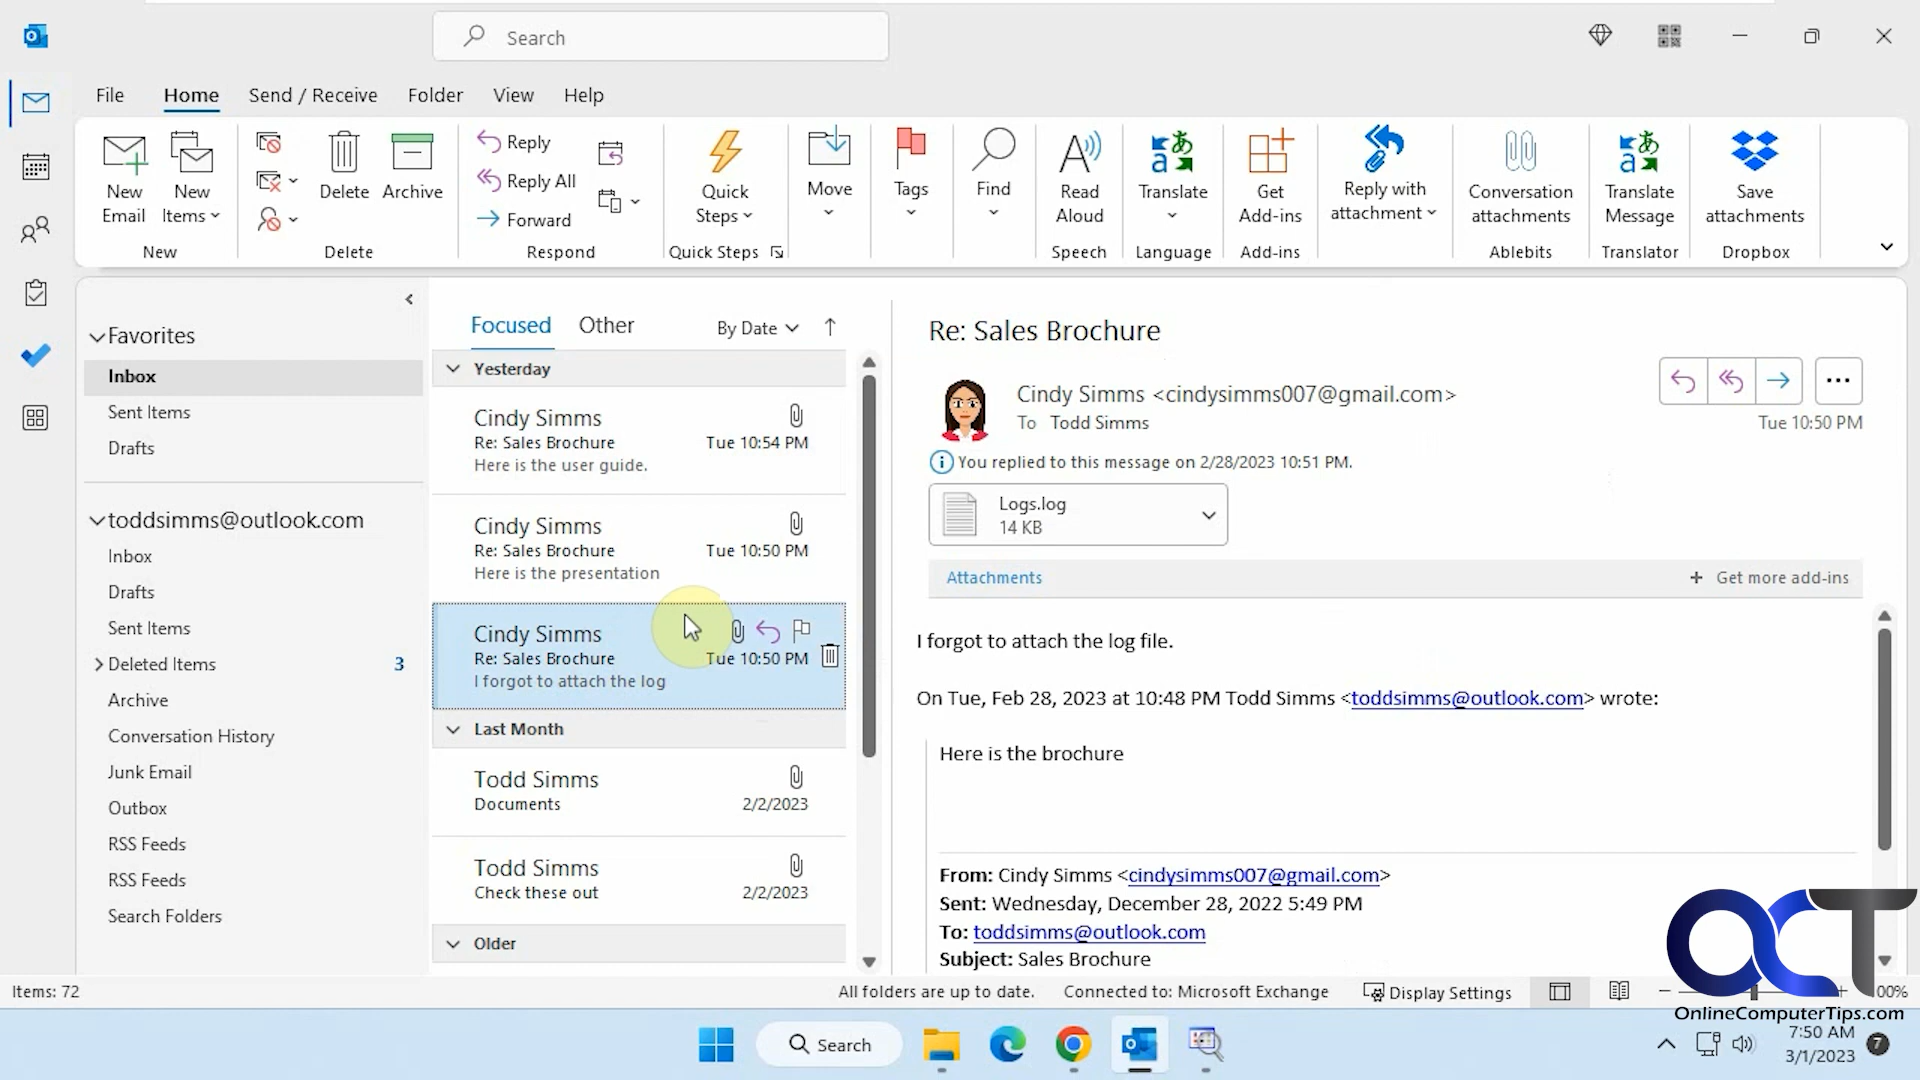 Search
File Home Send / Receive Folder View Help
New Email
New Items
New
Delete
Archive
Delete
Reply
Reply All
Forward
Respond
Quick Steps
Quick Steps
Move
Tags
Find
Read Aloud
Speech
Translate
Language
Get Add-ins
Add-ins
Reply with attachment
Conversation attachments
Ablebits
Translate Message
Translator
Save attachments
Dropbox
Favorites
Inbox
Sent Items
Drafts
toddsimms@outlook.com
Inbox
Drafts
Sent Items
Deleted Items 3
Archive
Conversation History
Junk Email
Outbox
RSS Feeds
RSS Feeds
Search Folders
Focused Other By Date
Yesterday
Cindy Simms
Re: Sales Brochure Tue 10:54 PM
Here is the user guide.
Cindy Simms
Re: Sales Brochure Tue 10:50 PM
Here is the presentation
Cindy Simms
Re: Sales Brochure Tue 10:50 PM
I forgot to attach the log
Last Month
Todd Simms
Documents 2/2/2023
Todd Simms
Check these out 2/2/2023
Older
Re: Sales Brochure
Cindy Simms <cindysimms007@gmail.com>
To Todd Simms
Tue 10:50 PM
You replied to this message on 2/28/2023 10:51 PM.
Logs.log
14 KB
Attachments + Get more add-ins
I forgot to attach the log file.
On Tue, Feb 28, 2023 at 10:48 PM Todd Simms <toddsimms@outlook.com> wrote:
Here is the brochure
From: Cindy Simms <cindysimms007@gmail.com>
Sent: Wednesday, December 28, 2022 5:49 PM
To: toddsimms@outlook.com
Subject: Sales Brochure
OCT
OnlineComputerTips.com
Items: 72 All folders are up to date. Connected to: Microsoft Exchange Display Settings
Search
7:50 AM
3/1/2023
7